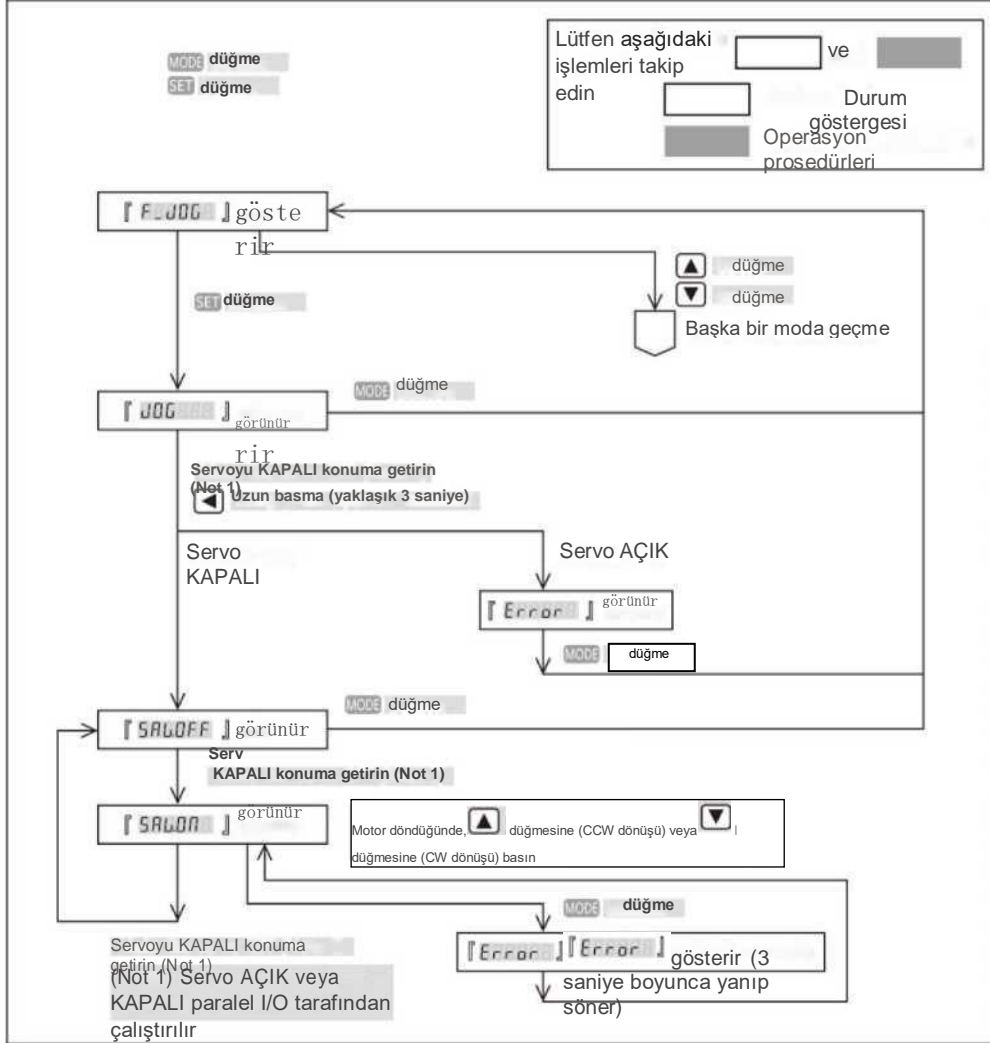 MODE düğme
SET düğme
Lütfen aşağıdaki
işlemleri takip
edin
ve
Durum
göstergesi
Operasyon
prosedürleri
『 F_JOG 』göste
rir
SET düğme
▲ düğme
▼ düğme
Başka bir moda geçme
『 JOG 』 görünür
rir
MODE düğme
Servoyu KAPALI konuma getirin
(Not 1)
◀ Uzun basma (yaklaşık 3 saniye)
Servo
KAPALI
Servo AÇIK
『 Error 』 görünür
MODE düğme
MODE düğme
『 SRLOFF 』görünür
Serv
KAPALI konuma getirin (Not 1)
『 SRLON 』 görünür
Motor döndüğünde, ▲ düğmesine (CCW dönüşü) veya ▼
düğmesine (CW dönüşü) basın
MODE düğme
『Error』『Error』 gösterir (3
saniye boyunca yanıp
söner)
Servoyu KAPALI konuma
getirin (Not 1)
(Not 1) Servo AÇIK veya
KAPALI paralel I/O tarafından
çalıştırılır